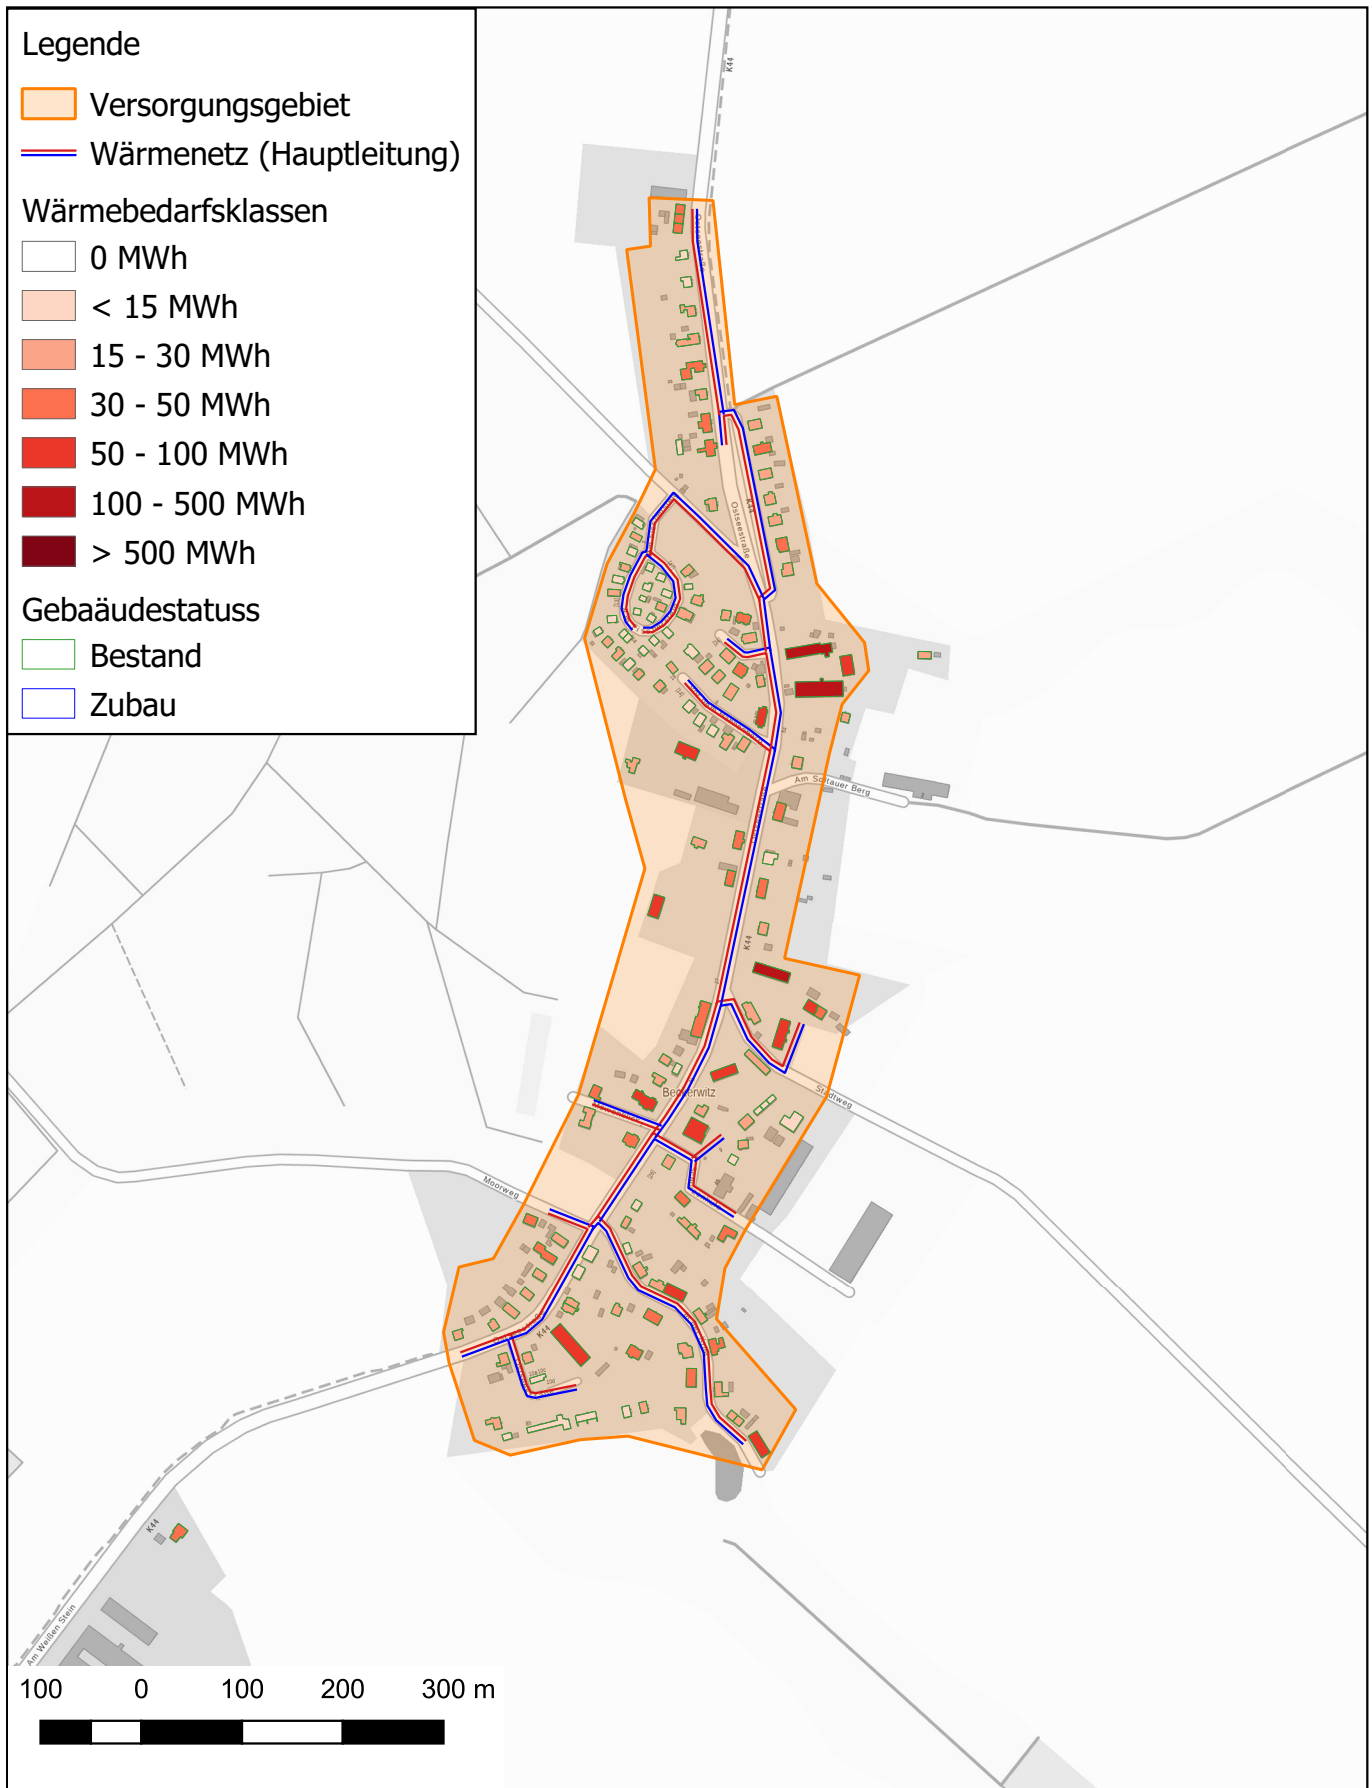 Legende
Versorgungsgebiet
Wärmenetz (Hauptleitung)
Wärmebedarfsklassen
0 MWh
< 15 MWh
15 - 30 MWh
30 - 50 MWh
50 - 100 MWh
100 - 500 MWh
> 500 MWh
Gebaäudestatuss
Bestand
Zubau
K44
K44
Ostseestraße
Am Soltauer Berg
K44
Stadtweg
Moorweg
K44
K44
Am Weißen Stein
100 0 100 200 300 m